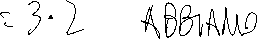 = 3 · 2 ABBIAMO